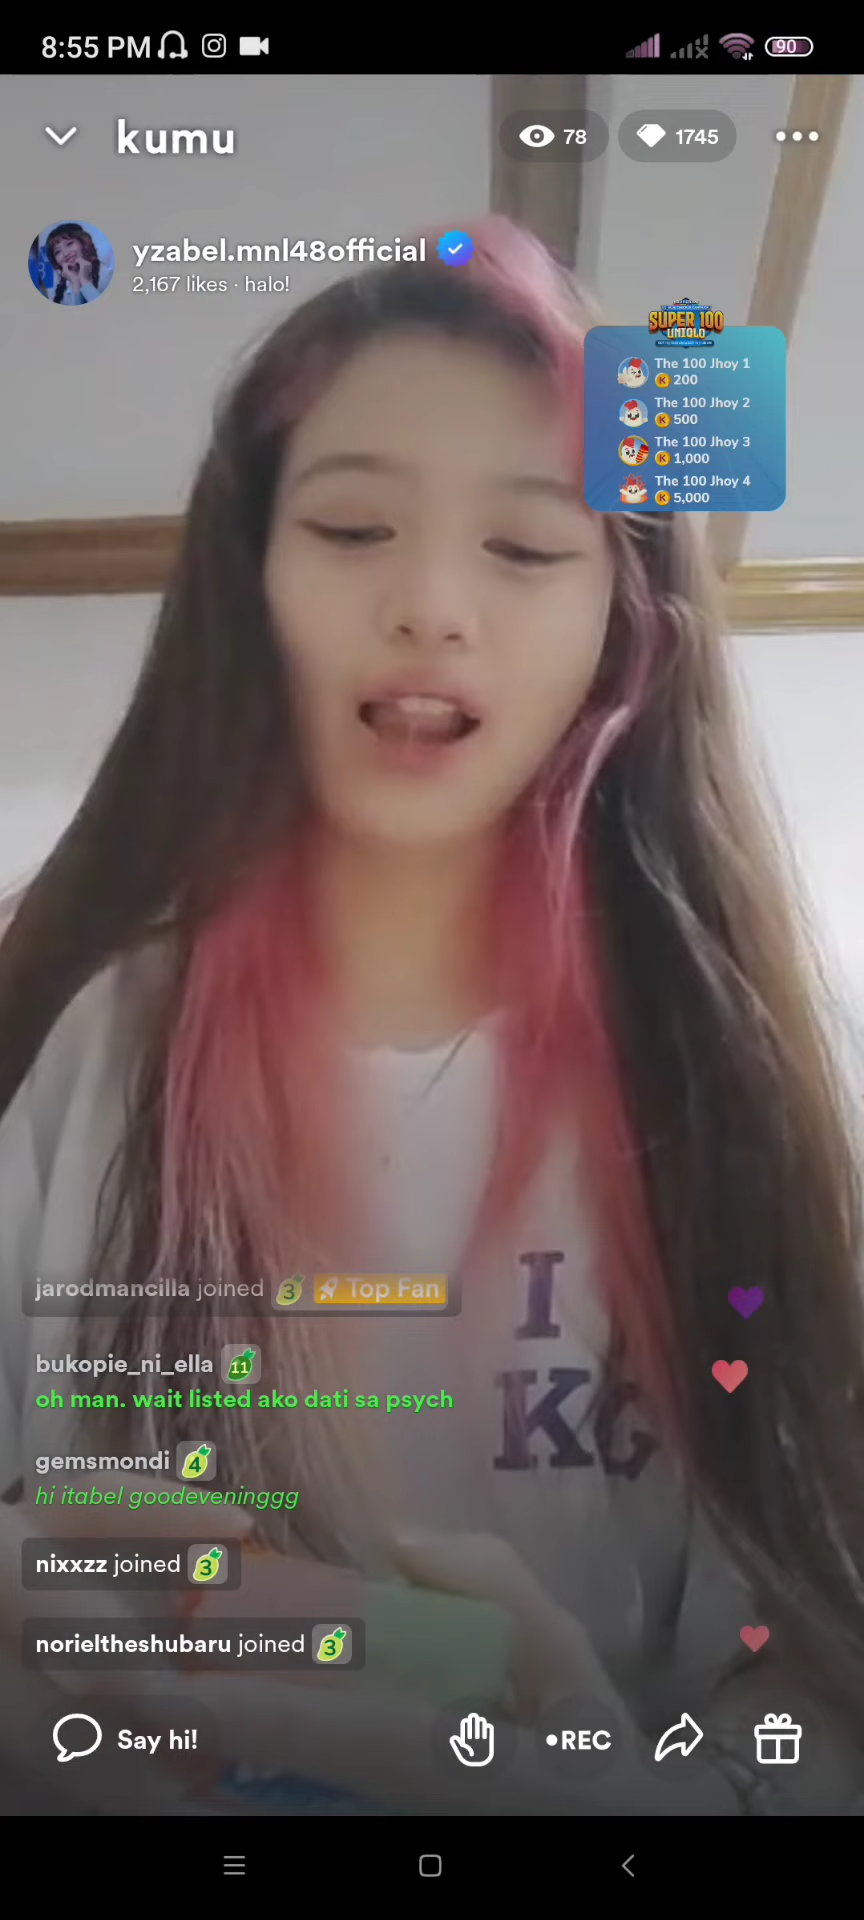 8:55 PM
90
kumu
78
1745
yzabel.mnl48official
2,167 likes · halo!
SUPER 100
UNIQLO
The 100 Jhoy 1
K 200
The 100 Jhoy 2
K 500
The 100 Jhoy 3
K 1,000
The 100 Jhoy 4
K 5,000
I
KG
jarodmancilla joined 3 Top Fan
bukopie_ni_ella 11
oh man. wait listed ako dati sa psych
gemsmondi 4
hi itabel goodeveninggg
nixxzz joined 3
norieltheshubaru joined 3
Say hi!
•REC